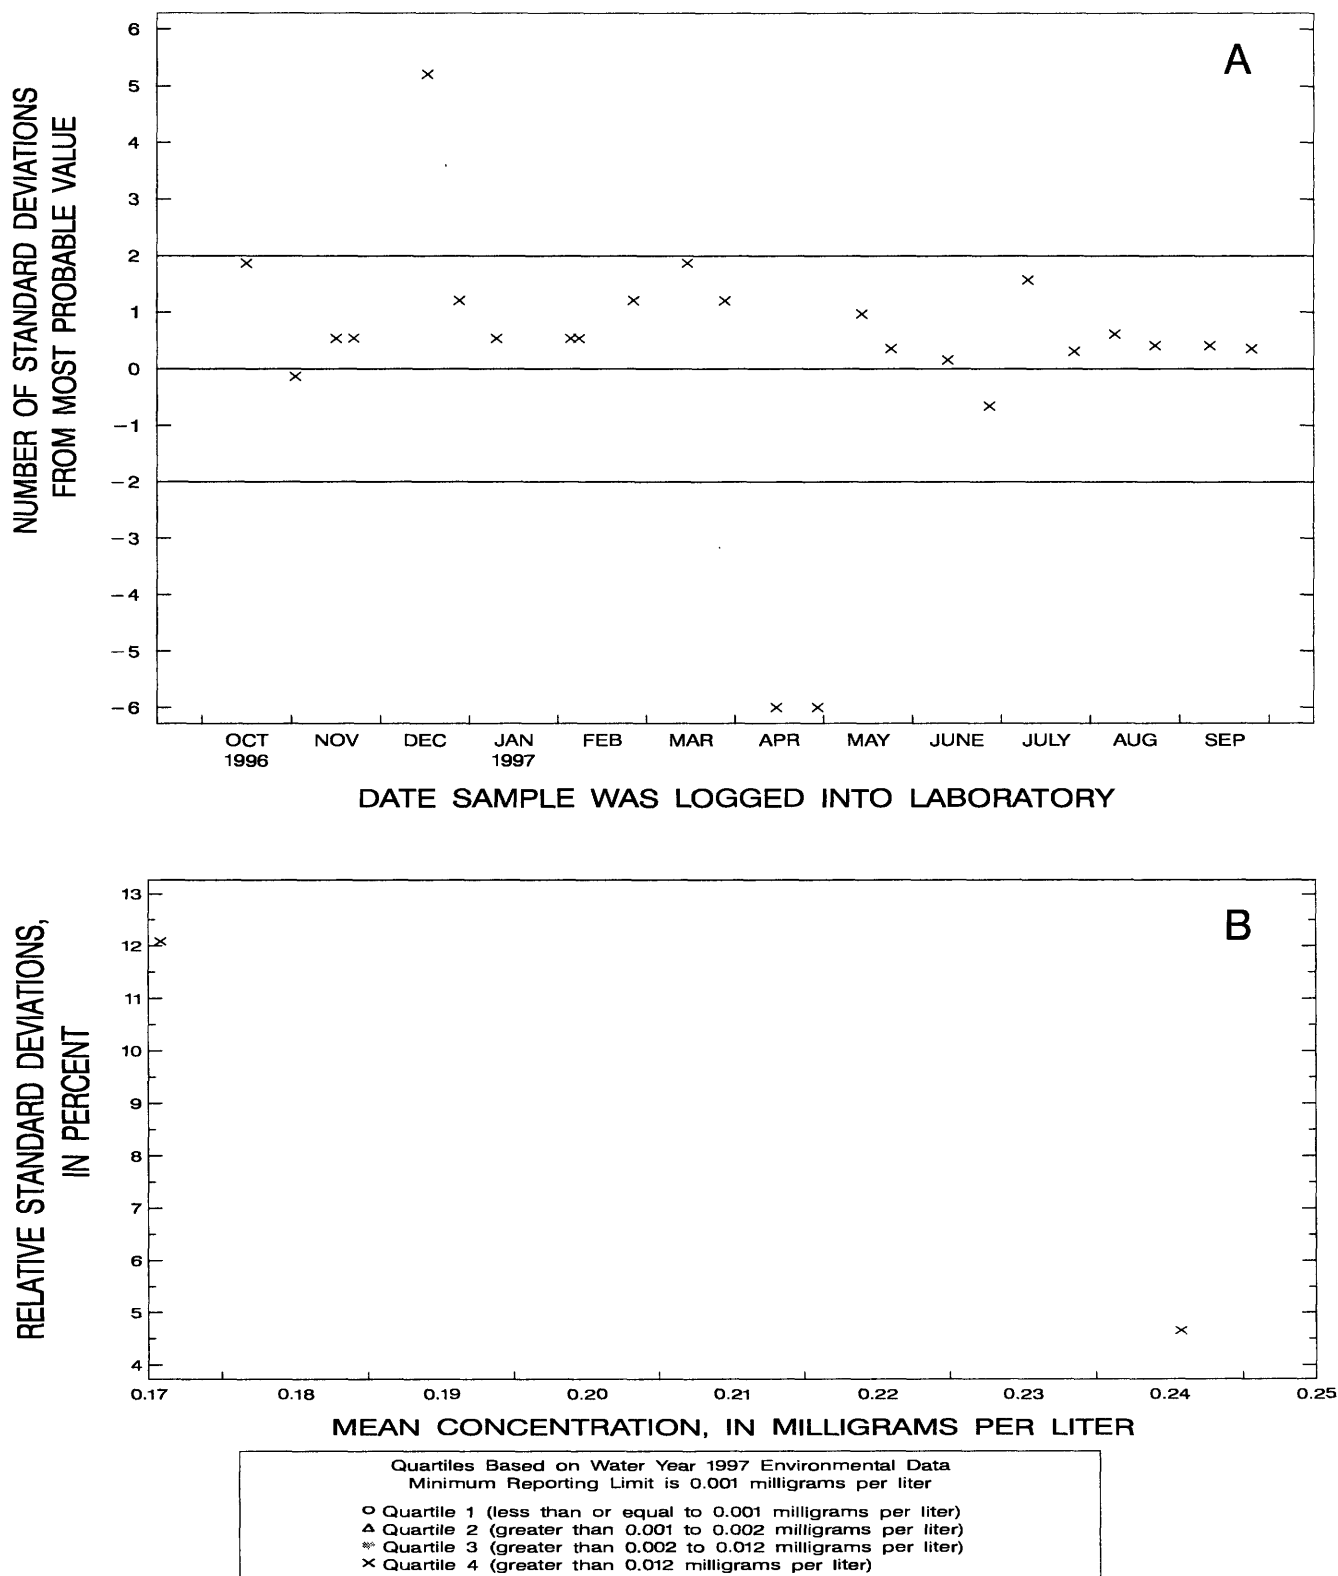 A
NUMBER OF STANDARD DEVIATIONS
FROM MOST PROBABLE VALUE
6
5
4
3
2
1
0
−1
−2
−3
−4
−5
−6
OCT NOV DEC JAN FEB MAR APR MAY JUNE JULY AUG SEP
1996 1997
DATE SAMPLE WAS LOGGED INTO LABORATORY
B
RELATIVE STANDARD DEVIATIONS,
IN PERCENT
13
12
11
10
9
8
7
6
5
4
0.17 0.18 0.19 0.20 0.21 0.22 0.23 0.24 0.25
MEAN CONCENTRATION, IN MILLIGRAMS PER LITER
Quartiles Based on Water Year 1997 Environmental Data
Minimum Reporting Limit is 0.001 milligrams per liter
Quartile 1 (less than or equal to 0.001 milligrams per liter)
Quartile 2 (greater than 0.001 to 0.002 milligrams per liter)
Quartile 3 (greater than 0.002 to 0.012 milligrams per liter)
Quartile 4 (greater than 0.012 milligrams per liter)